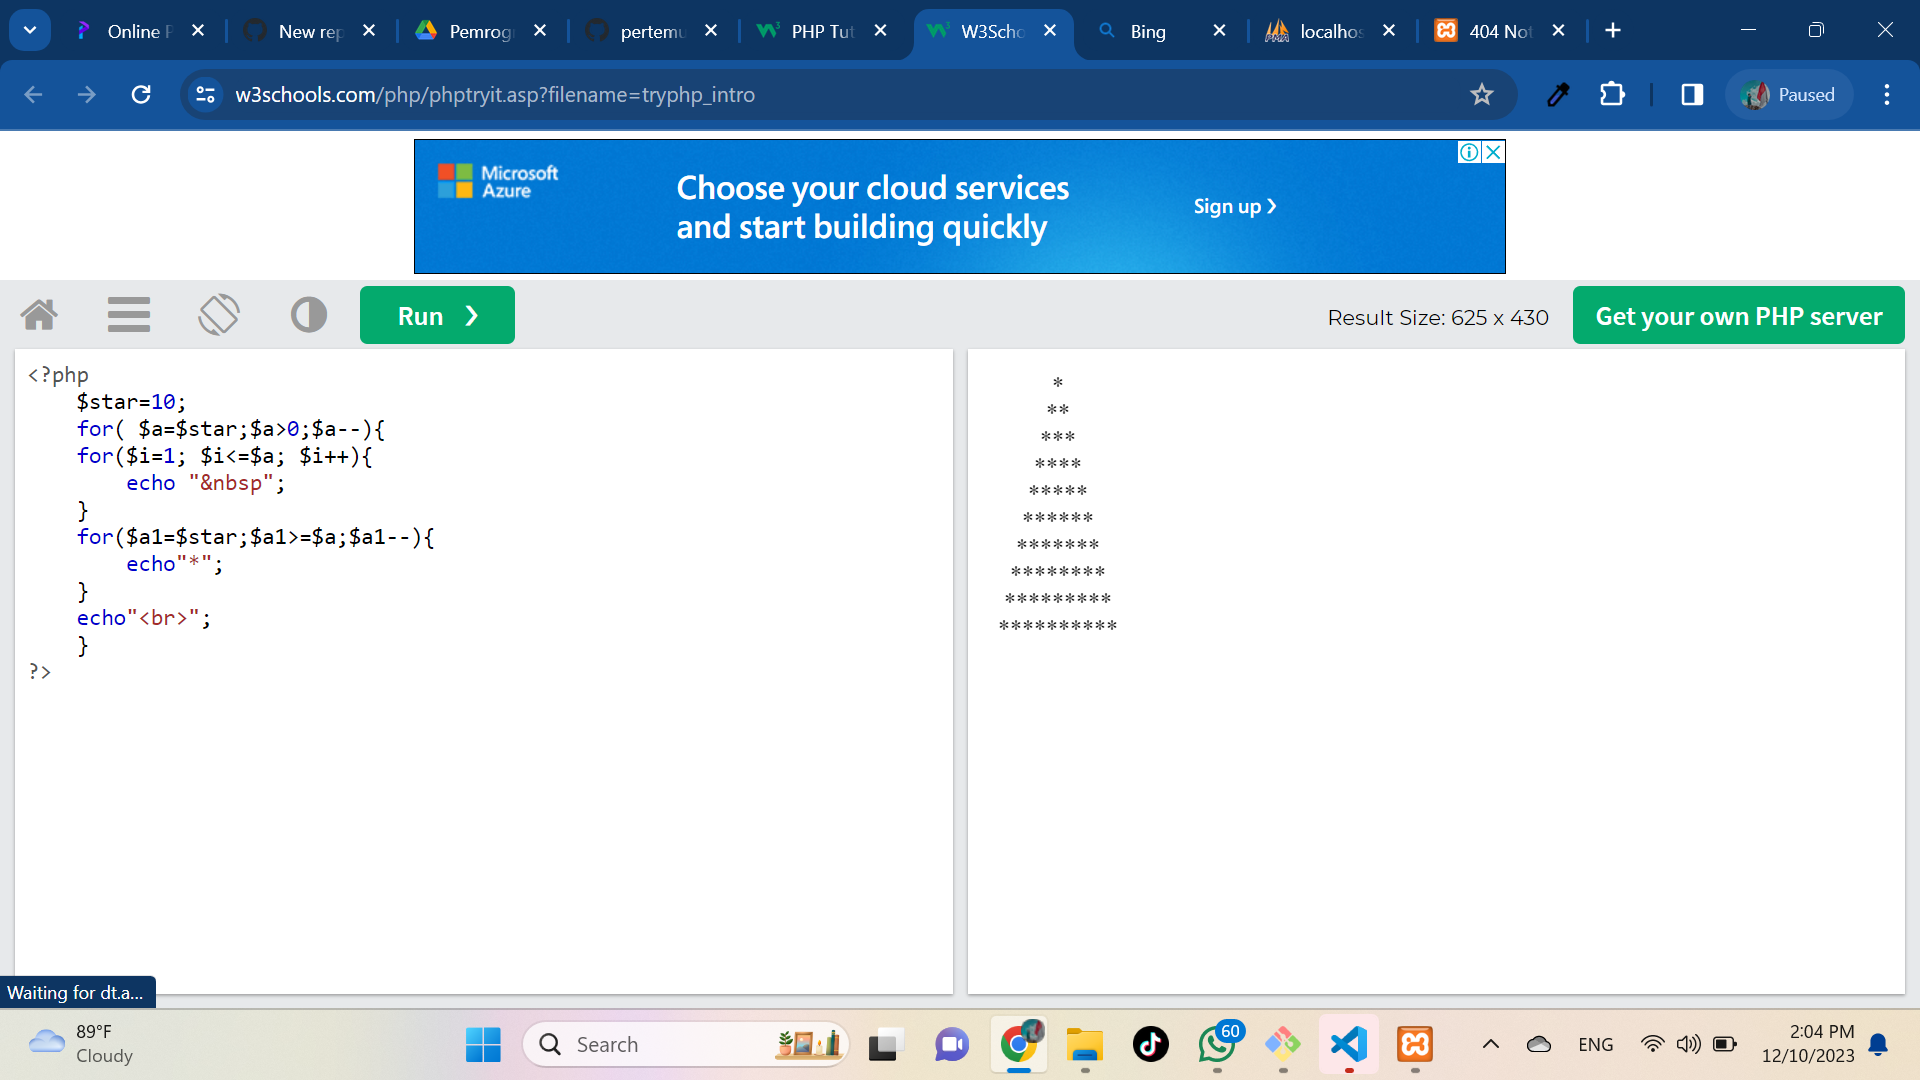 Online P
New rep
Pemrog
pertemu
PHP Tut
W3Scho
Bing
localhos
404 Not
w3schools.com/php/phptryit.asp?filename=tryphp_intro
Paused
Microsoft
Azure
Choose your cloud services
and start building quickly
Sign up ❯
Run ❯
Result Size: 625 x 430
Get your own PHP server
<?php
$star=10;
for( $a=$star;$a>0;$a--){
for($i=1; $i<=$a; $i++){
echo "&nbsp";
}
for($a1=$star;$a1>=$a;$a1--){
echo"*";
}
echo"<br>";
}
?>
*
**
***
****
*****
******
*******
********
*********
**********
Waiting for dt.a...
89°F
Cloudy
Search
60
ENG
2:04 PM
12/10/2023